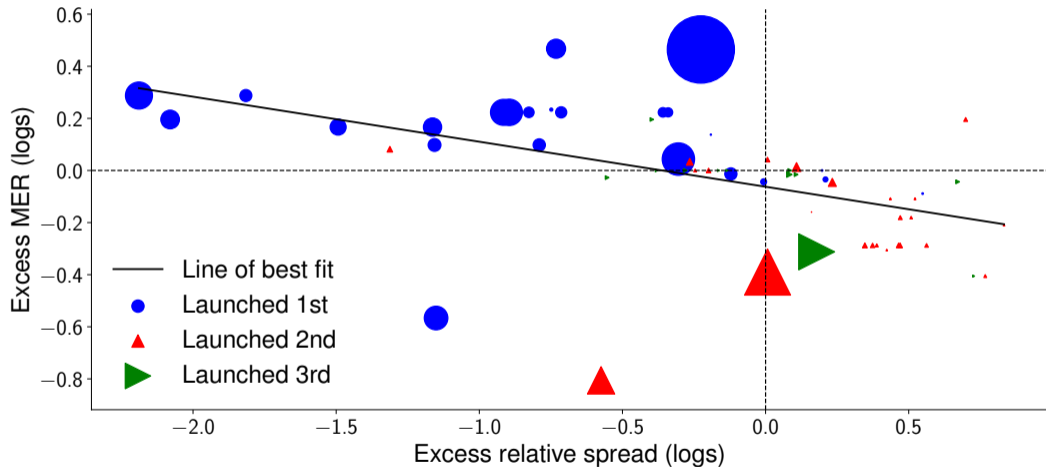 0.6
0.4
0.2
0.0
−0.2
−0.4
−0.6
−0.8
Excess MER (logs)
Line of best fit
Launched 1st
Launched 2nd
Launched 3rd
−2.0 −1.5 −1.0 −0.5 0.0 0.5
Excess relative spread (logs)